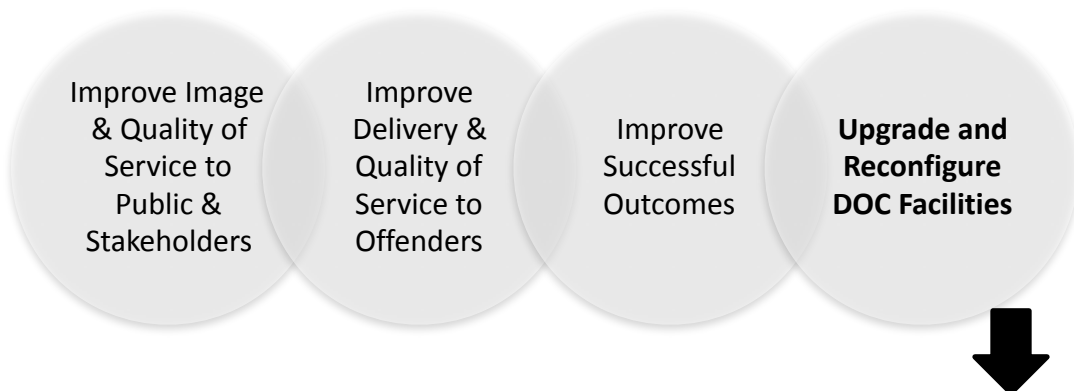 Improve Image
& Quality of
Service to
Public &
Stakeholders
Improve
Delivery &
Quality of
Service to
Offenders
Improve
Successful
Outcomes
Upgrade and
Reconfigure
DOC Facilities